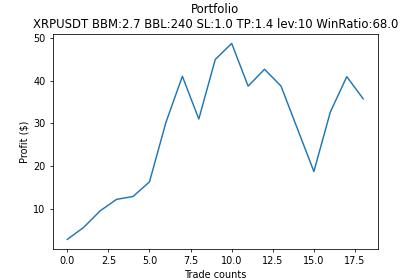 Portfolio
XRPUSDT BBM:2.7 BBL:240 SL:1.0 TP:1.4 lev:10 WinRatio:68.0
50
40
30
20
10
Profit ($)
0.0 2.5 5.0 7.5 10.0 12.5 15.0 17.5
Trade counts